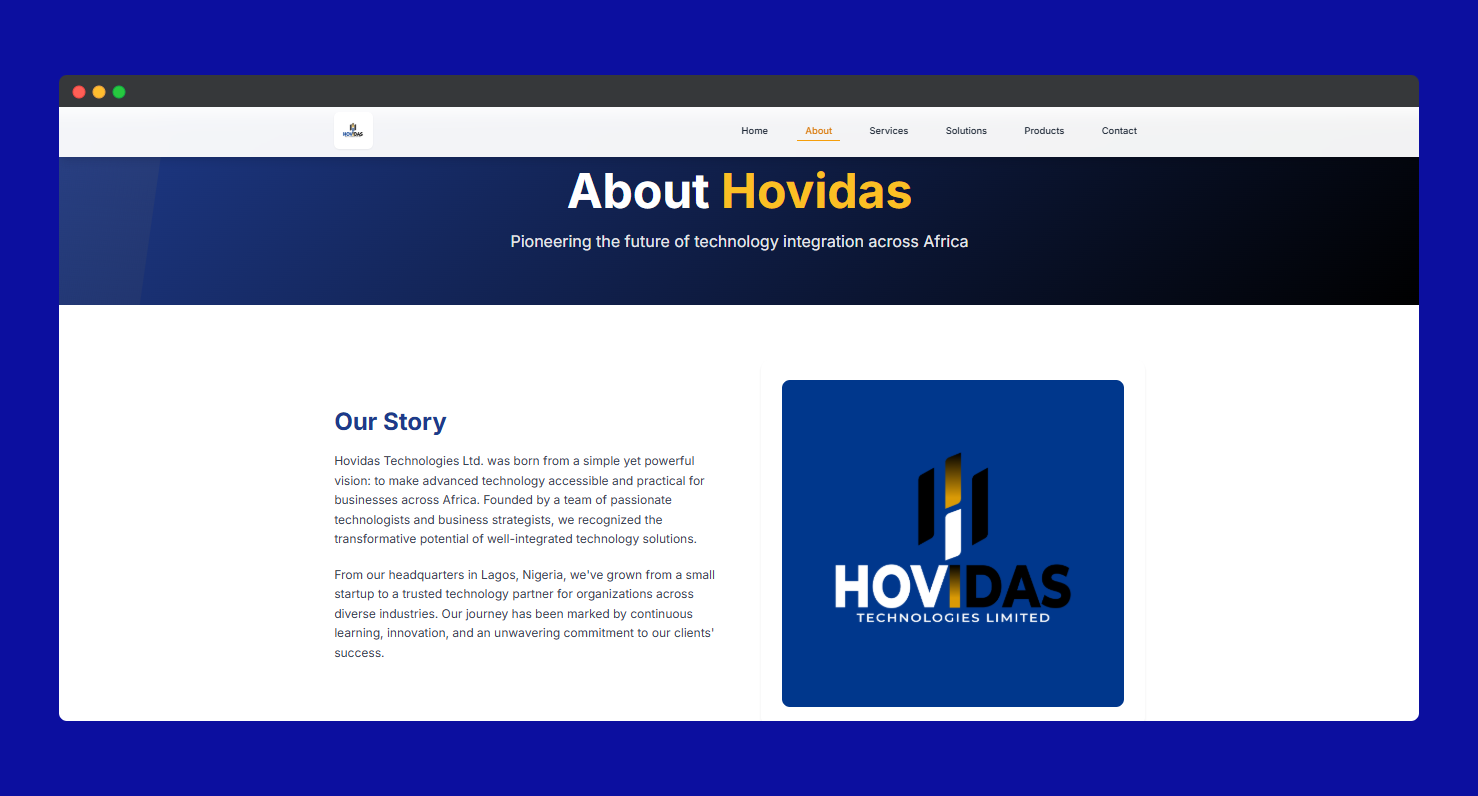 HOVIDAS
Home
About
Services
Solutions
Products
Contact
About Hovidas
Pioneering the future of technology integration across Africa
Our Story
Hovidas Technologies Ltd. was born from a simple yet powerful
vision: to make advanced technology accessible and practical for
businesses across Africa. Founded by a team of passionate
technologists and business strategists, we recognized the
transformative potential of well-integrated technology solutions.
From our headquarters in Lagos, Nigeria, we've grown from a small
startup to a trusted technology partner for organizations across
diverse industries. Our journey has been marked by continuous
learning, innovation, and an unwavering commitment to our clients'
success.
HOVIDAS
TECHNOLOGIES LIMITED